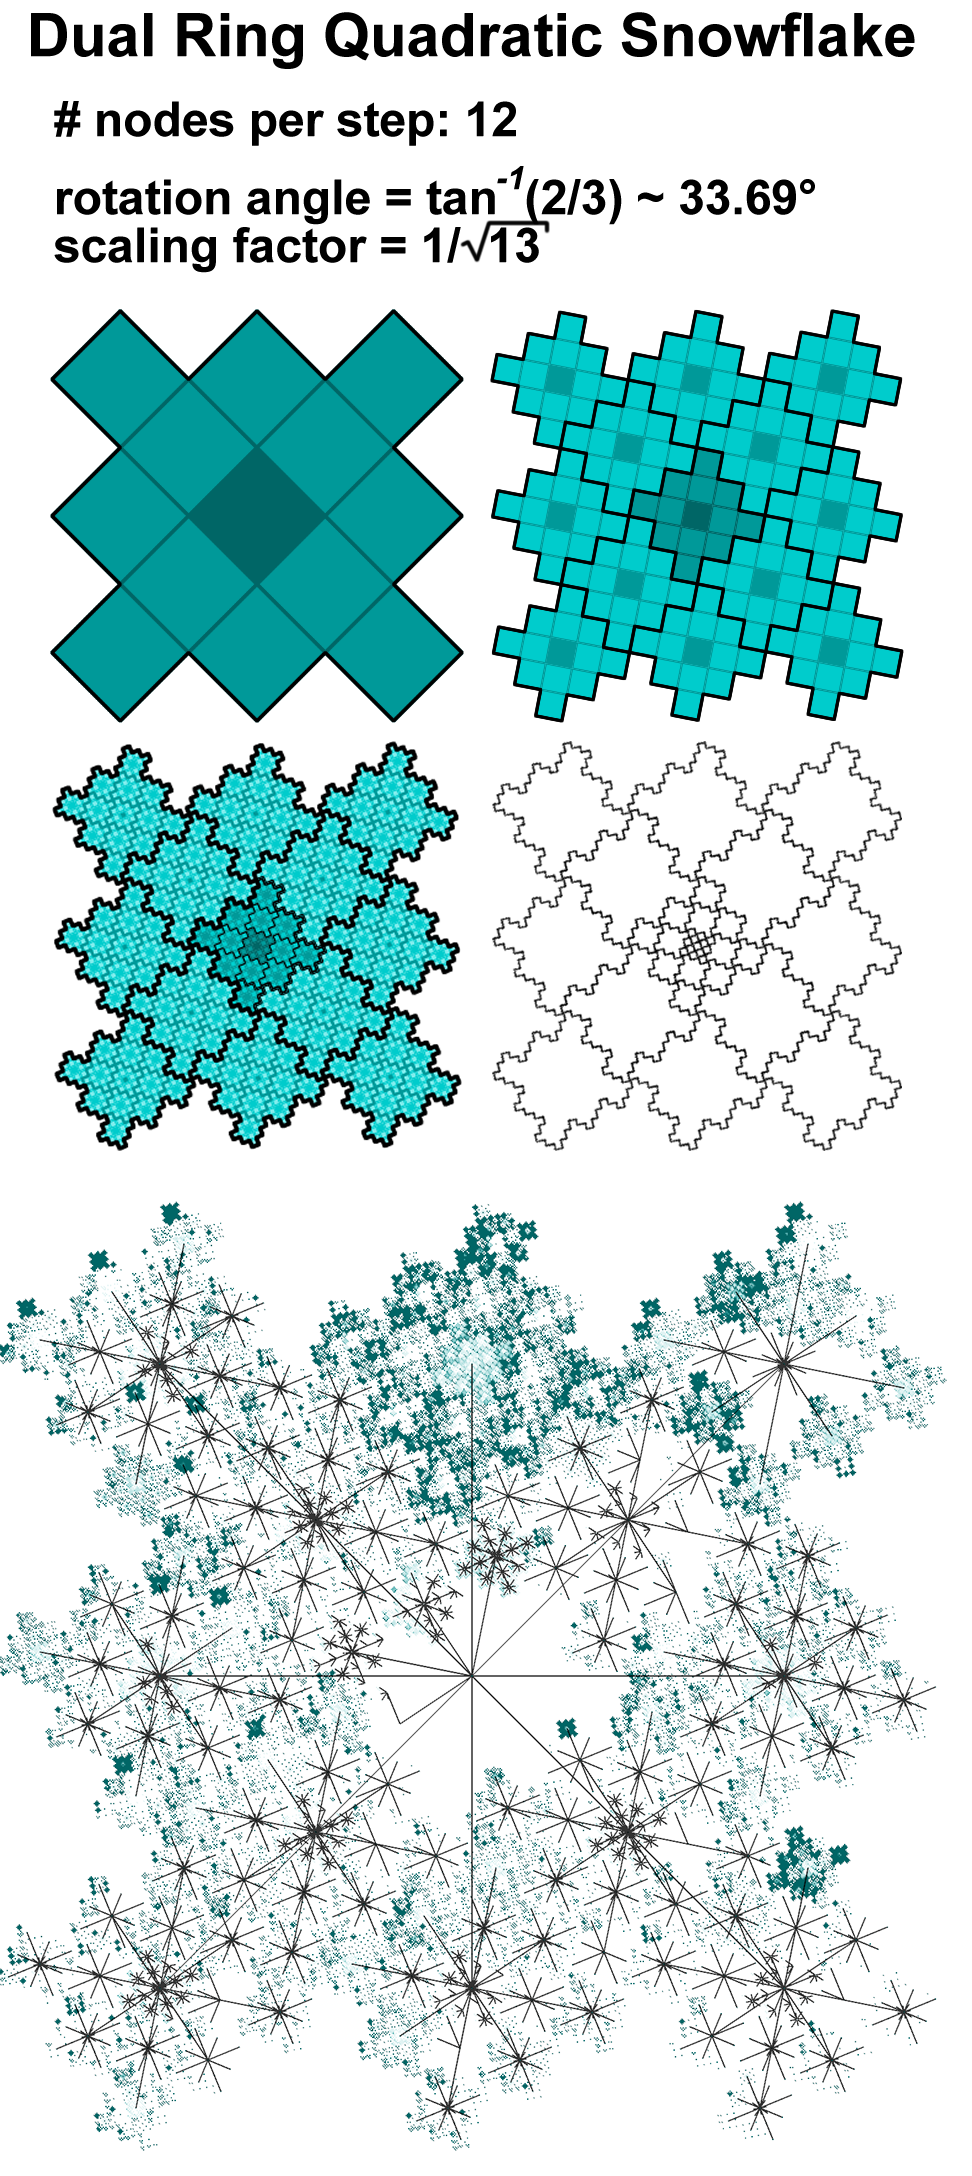 Dual Ring Quadratic Snowflake
# nodes per step: 12
rotation angle = tan⁻¹(2/3) ~ 33.69°
scaling factor = 1/√13